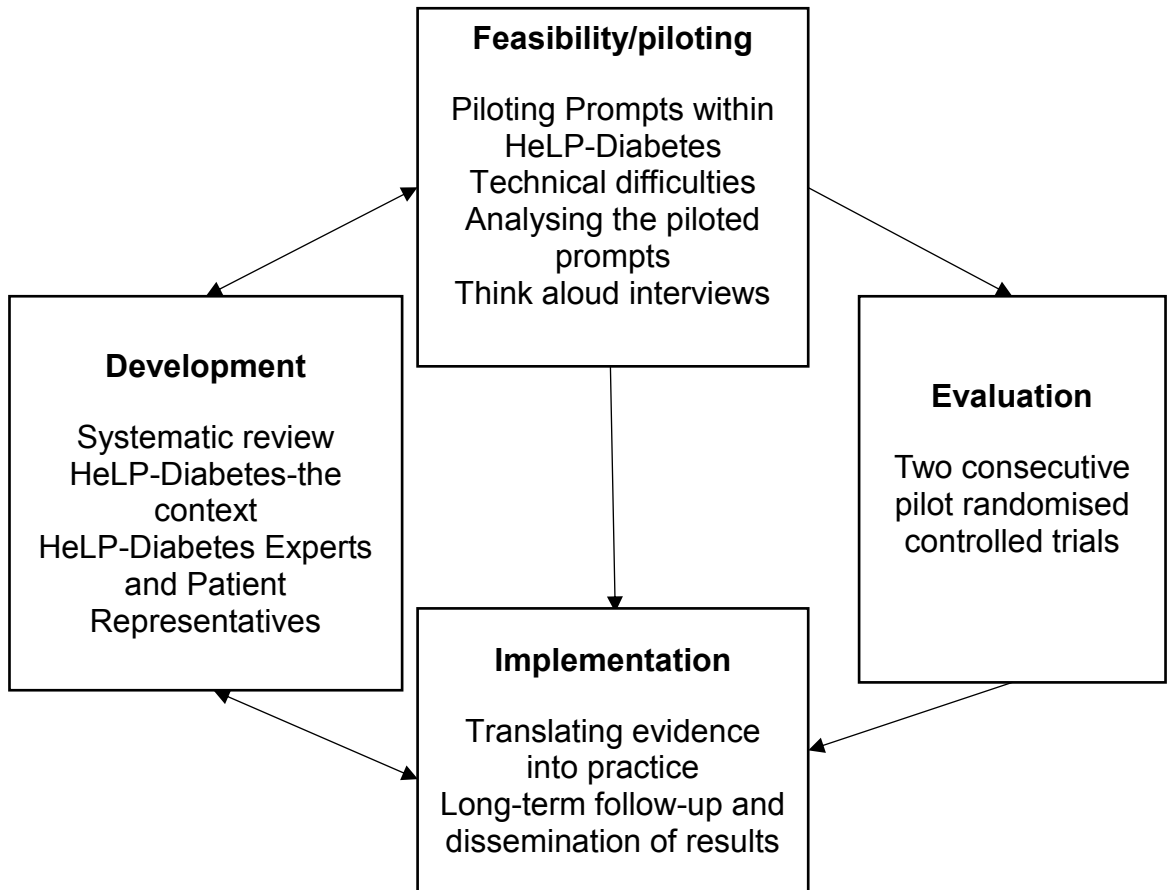 Feasibility/piloting
Piloting Prompts within
HeLP-Diabetes
Technical difficulties
Analysing the piloted
prompts
Think aloud interviews
Development
Systematic review
HeLP-Diabetes-the
context
HeLP-Diabetes Experts
and Patient
Representatives
Evaluation
Two consecutive
pilot randomised
controlled trials
Implementation
Translating evidence
into practice
Long-term follow-up and
dissemination of results